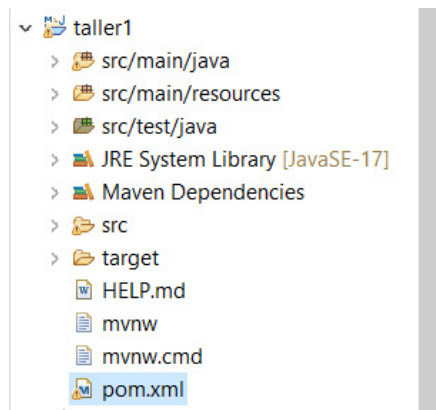 taller1
src/main/java
src/main/resources
src/test/java
JRE System Library [JavaSE-17]
Maven Dependencies
src
target
HELP.md
mvnw
mvnw.cmd
pom.xml